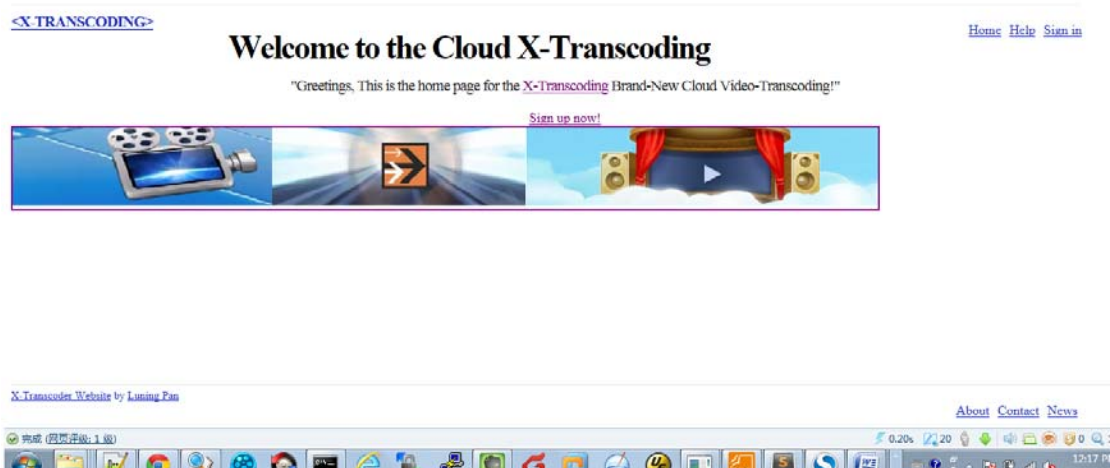 <X-TRANSCODING>
Home Help Sign in
Welcome to the Cloud X-Transcoding
"Greetings, This is the home page for the X-Transcoding Brand-New Cloud Video-Transcoding!"
Sign up now!
X-Transcoder Website by Luning Pan
About Contact News
完成 (网页评级: 1 级)
0.20s 20 0
12:17 PM